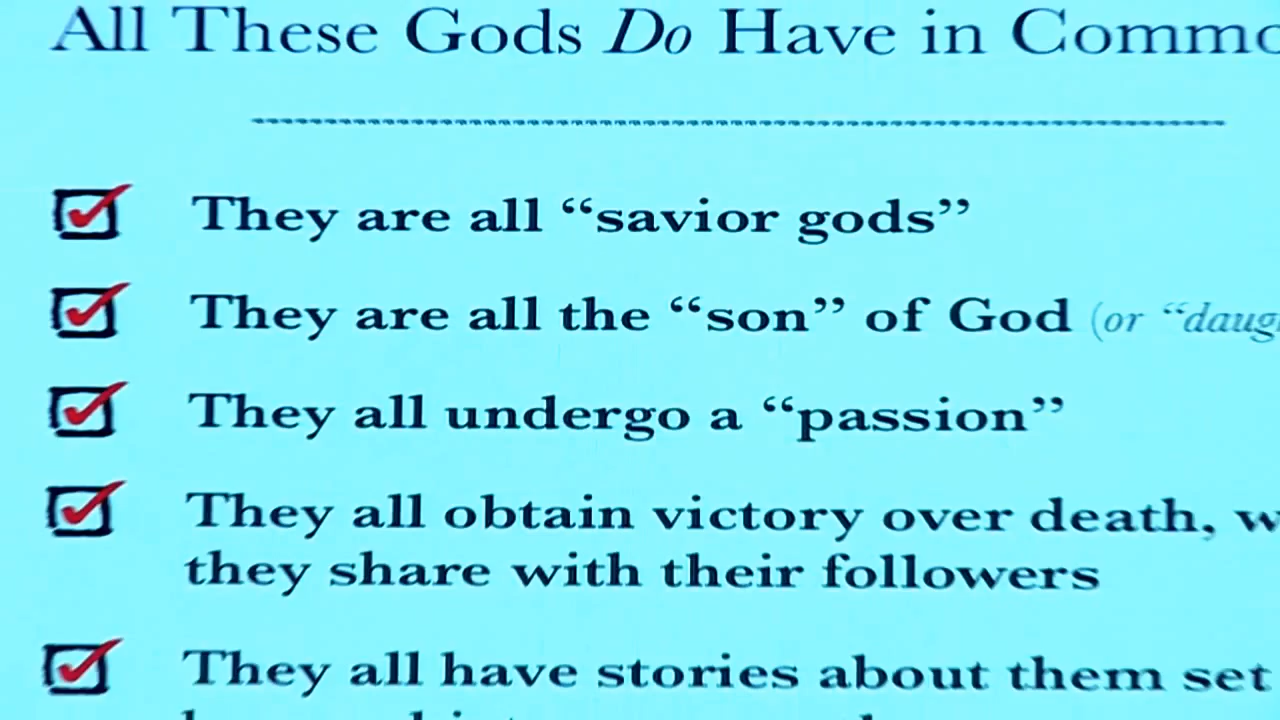 All These Gods Do Have in Commo
They are all “savior gods”
They are all the “son” of God (or “daug
They all undergo a “passion”
They all obtain victory over death, w
they share with their followers
They all have stories about them set